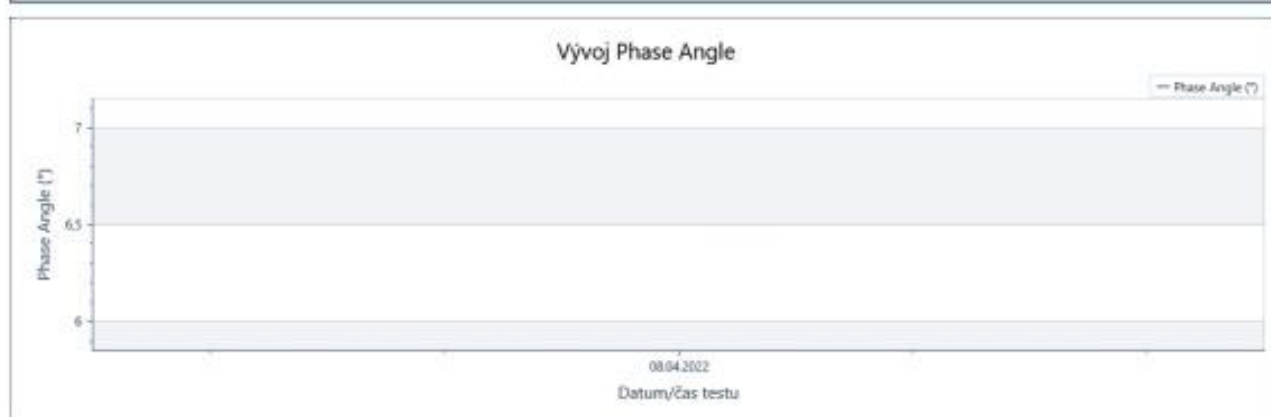 Vývoj Phase Angle
Phase Angle (°)
7
6.5
6
Phase Angle (°)
08.04.2022
Datum/čas testu